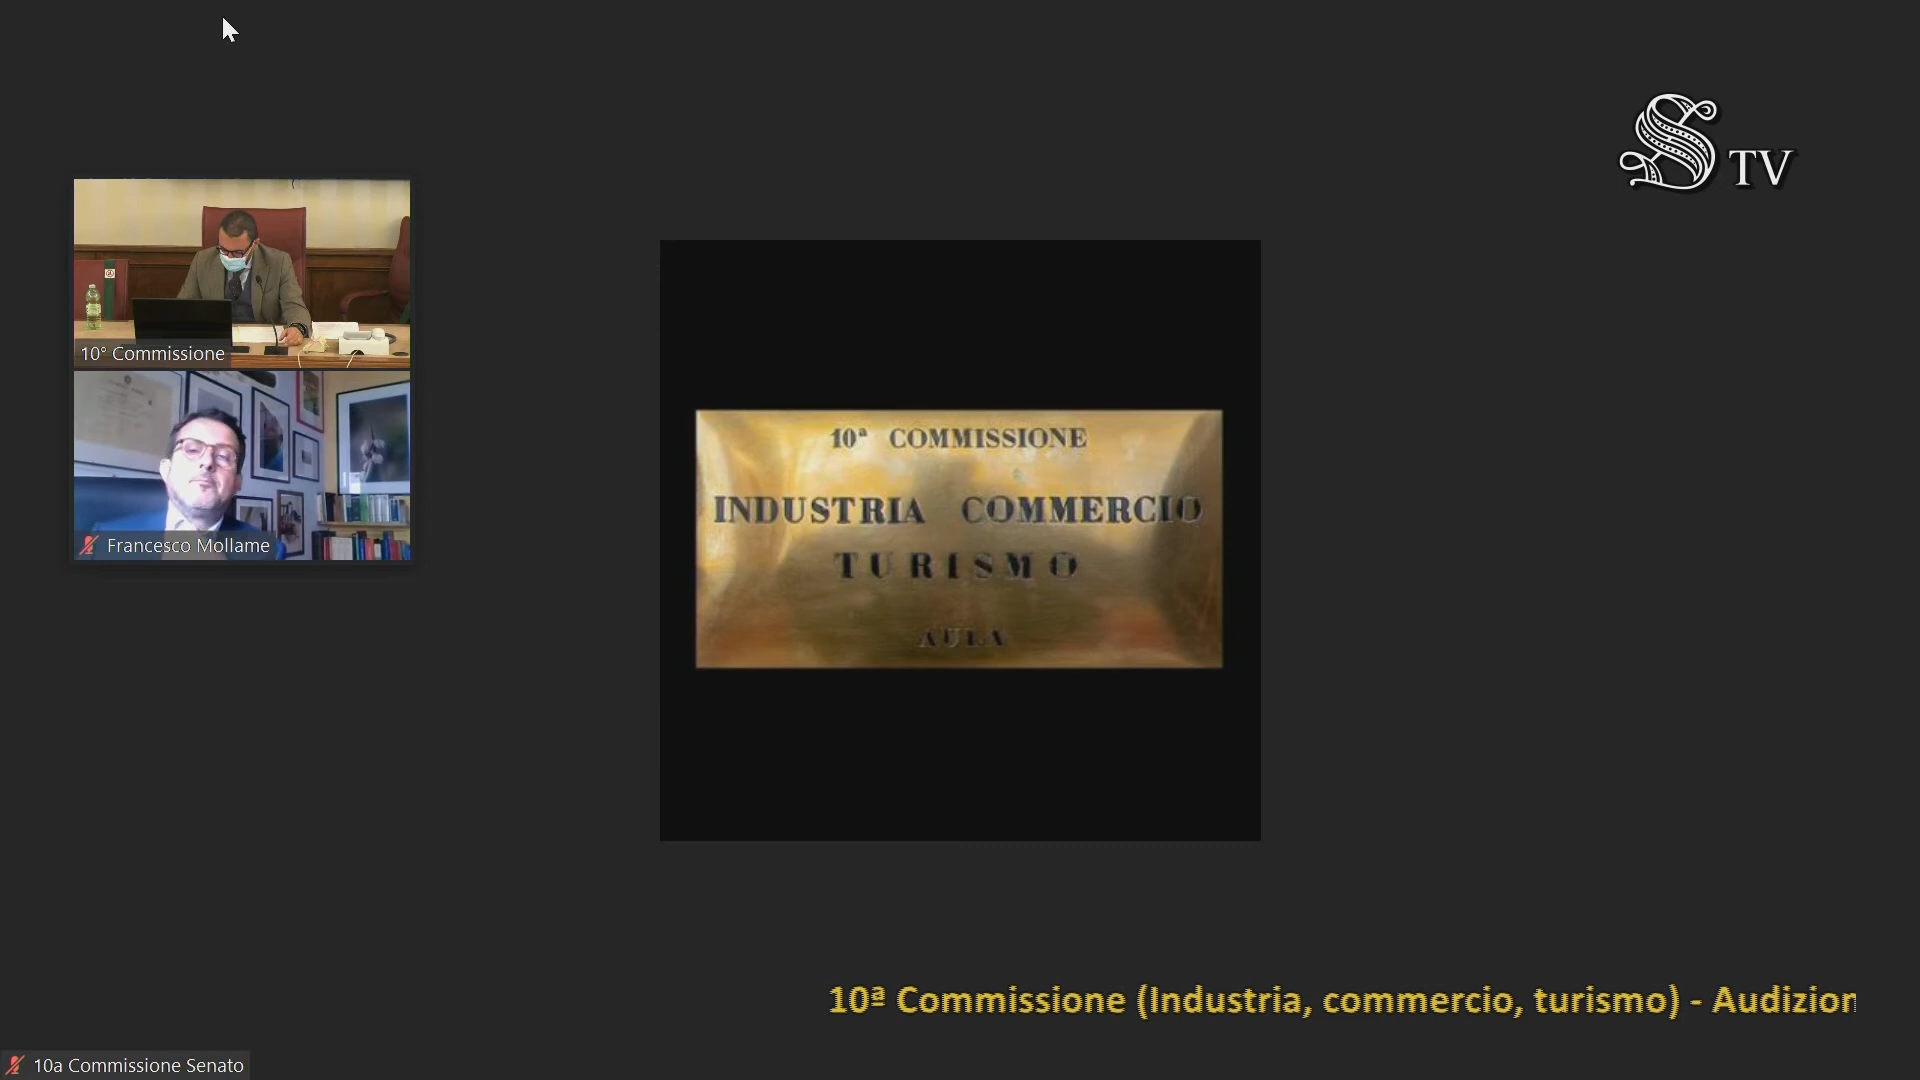 S TV
10° Commissione
Francesco Mollame
10ª COMMISSIONE
INDUSTRIA COMMERCIO
TURISMO
AULA
10ª Commissione (Industria, commercio, turismo) - Audizion
10a Commissione Senato